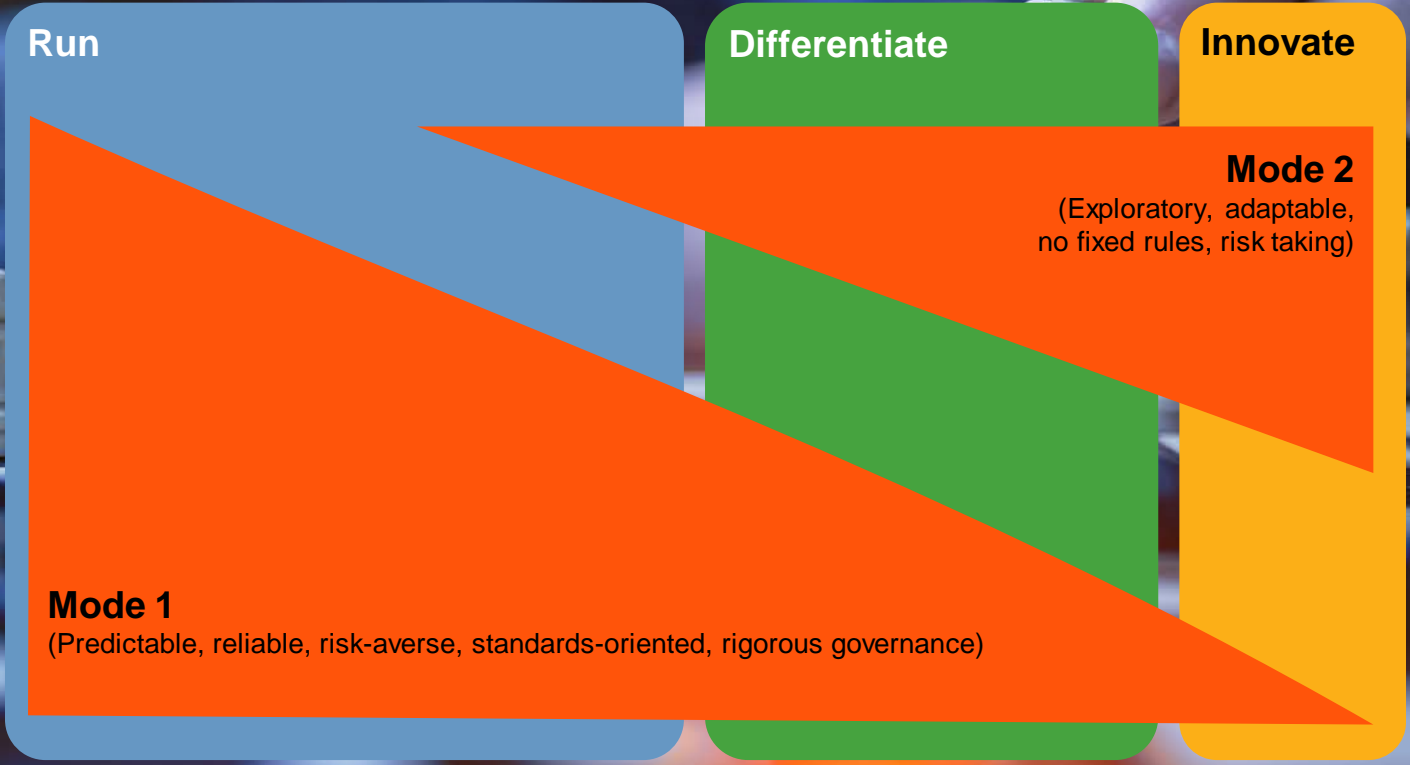 Run
Differentiate
Innovate
Mode 2
(Exploratory, adaptable,
no fixed rules, risk taking)
Mode 1
(Predictable, reliable, risk-averse, standards-oriented, rigorous governance)